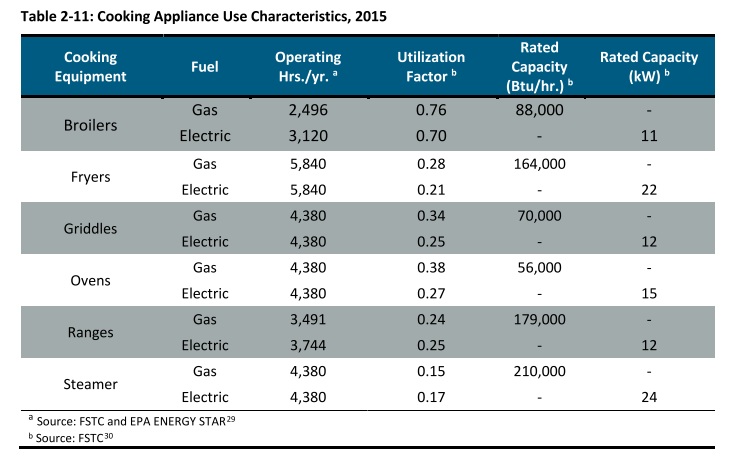 Table 2-11: Cooking Appliance Use Characteristics, 2015
Cooking Equipment Fuel Operating Hrs./yr. a Utilization Factor b Rated Capacity (Btu/hr.) b Rated Capacity (kW) b
Broilers Gas 2,496 0.76 88,000 -
Electric 3,120 0.70 - 11
Fryers Gas 5,840 0.28 164,000 -
Electric 5,840 0.21 - 22
Griddles Gas 4,380 0.34 70,000 -
Electric 4,380 0.25 - 12
Ovens Gas 4,380 0.38 56,000 -
Electric 4,380 0.27 - 15
Ranges Gas 3,491 0.24 179,000 -
Electric 3,744 0.25 - 12
Steamer Gas 4,380 0.15 210,000 -
Electric 4,380 0.17 - 24
a Source: FSTC and EPA ENERGY STAR29
b Source: FSTC30